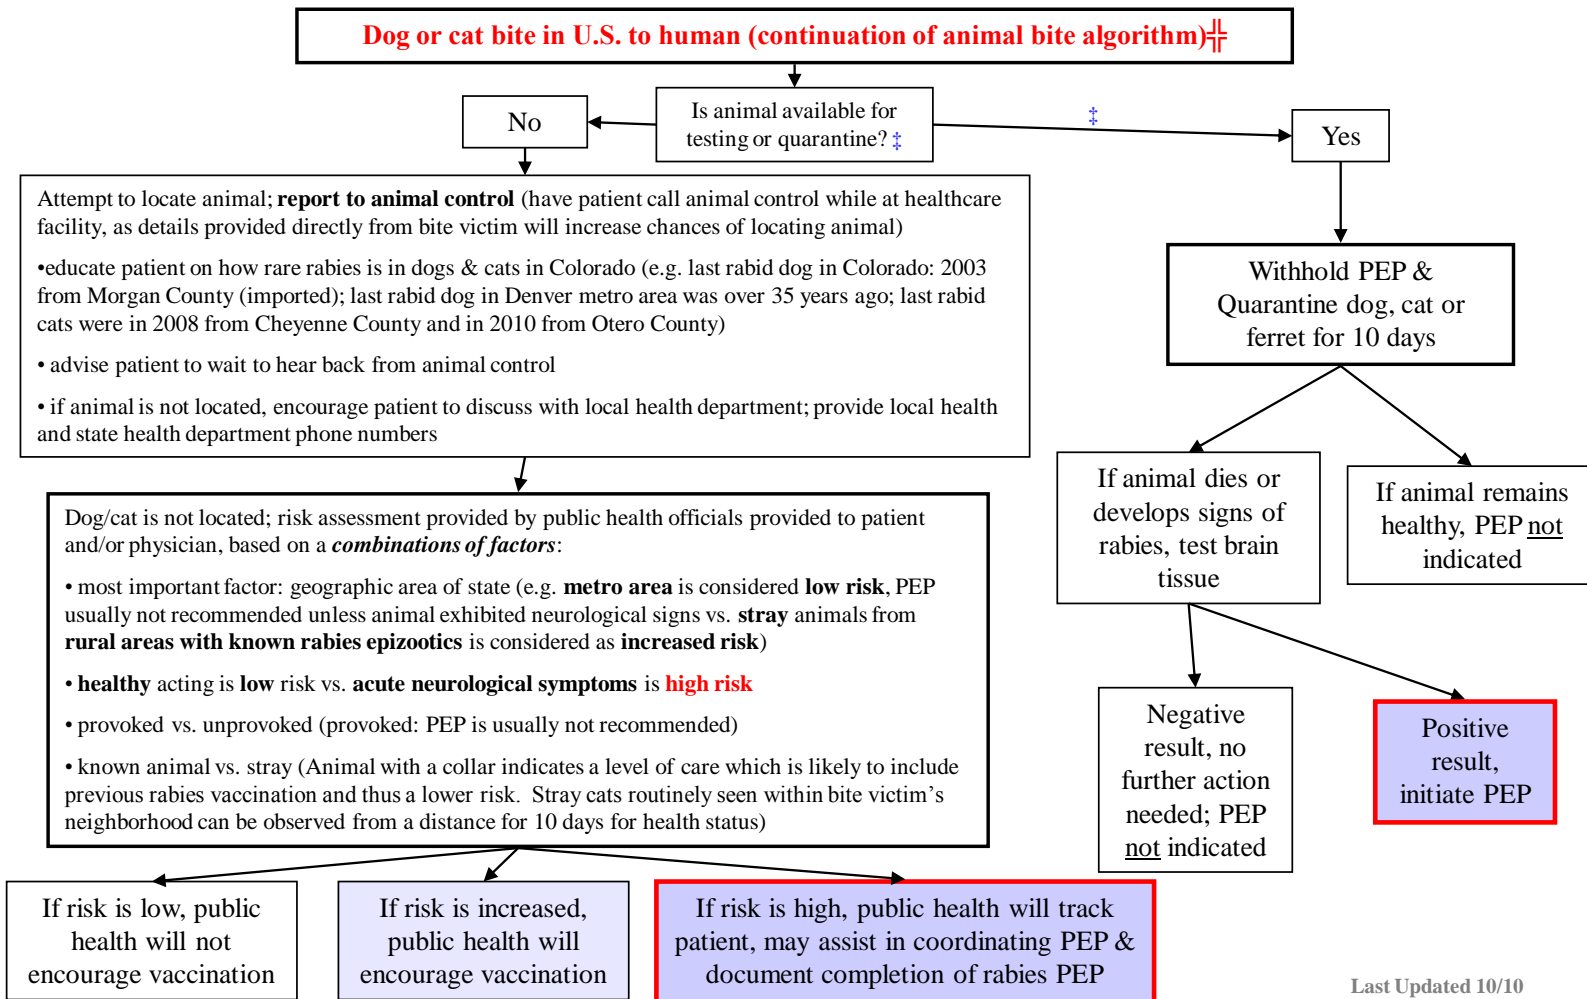 Dog or cat bite in U.S. to human (continuation of animal bite algorithm)╬
Is animal available for
testing or quarantine? ‡
No
‡
Yes
Attempt to locate animal; report to animal control (have patient call animal control while at healthcare
facility, as details provided directly from bite victim will increase chances of locating animal)
•educate patient on how rare rabies is in dogs & cats in Colorado (e.g. last rabid dog in Colorado: 2003
from Morgan County (imported); last rabid dog in Denver metro area was over 35 years ago; last rabid
cats were in 2008 from Cheyenne County and in 2010 from Otero County)
• advise patient to wait to hear back from animal control
• if animal is not located, encourage patient to discuss with local health department; provide local health
and state health department phone numbers
Withhold PEP &
Quarantine dog, cat or
ferret for 10 days
If animal dies or
develops signs of
rabies, test brain
tissue
If animal remains
healthy, PEP not
indicated
Dog/cat is not located; risk assessment provided by public health officials provided to patient
and/or physician, based on a combinations of factors:
• most important factor: geographic area of state (e.g. metro area is considered low risk, PEP
usually not recommended unless animal exhibited neurological signs vs. stray animals from
rural areas with known rabies epizootics is considered as increased risk)
• healthy acting is low risk vs. acute neurological symptoms is high risk
• provoked vs. unprovoked (provoked: PEP is usually not recommended)
• known animal vs. stray (Animal with a collar indicates a level of care which is likely to include
previous rabies vaccination and thus a lower risk. Stray cats routinely seen within bite victim's
neighborhood can be observed from a distance for 10 days for health status)
Negative
result, no
further action
needed; PEP
not indicated
Positive
result,
initiate PEP
If risk is low, public
health will not
encourage vaccination
If risk is increased,
public health will
encourage vaccination
If risk is high, public health will track
patient, may assist in coordinating PEP &
document completion of rabies PEP
Last Updated 10/10